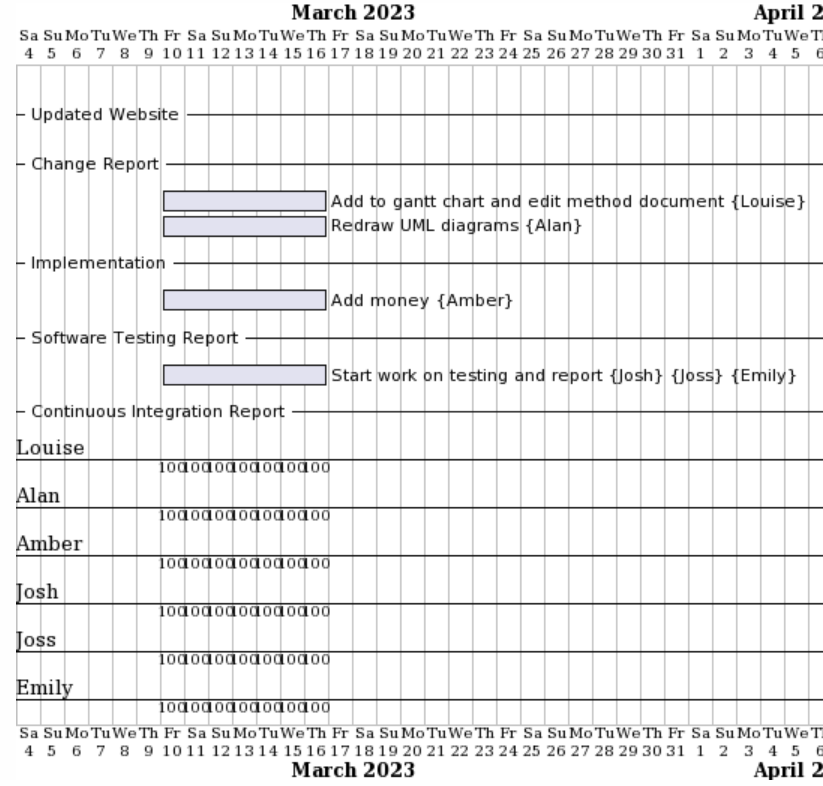 March 2023 April 2
Sa Su Mo Tu We Th Fr Sa Su Mo Tu We Th Fr Sa Su Mo Tu We Th Fr Sa Su Mo Tu We Th Fr Sa Su Mo Tu We
4 5 6 7 8 9 10 11 12 13 14 15 16 17 18 19 20 21 22 23 24 25 26 27 28 29 30 31 1 2 3 4 5 6
Updated Website
Change Report
Add to gantt chart and edit method document {Louise}
Redraw UML diagrams {Alan}
Implementation
Add money {Amber}
Software Testing Report
Start work on testing and report {Josh} {Joss} {Emily}
Continuous Integration Report
Louise
100 100 100 100 100 100 100
Alan
100 100 100 100 100 100 100
Amber
100 100 100 100 100 100 100
Josh
100 100 100 100 100 100 100
Joss
100 100 100 100 100 100 100
Emily
100 100 100 100 100 100 100
Sa Su Mo Tu We Th Fr Sa Su Mo Tu We Th Fr Sa Su Mo Tu We Th Fr Sa Su Mo Tu We Th Fr Sa Su Mo Tu We
4 5 6 7 8 9 10 11 12 13 14 15 16 17 18 19 20 21 22 23 24 25 26 27 28 29 30 31 1 2 3 4 5 6
March 2023 April 2